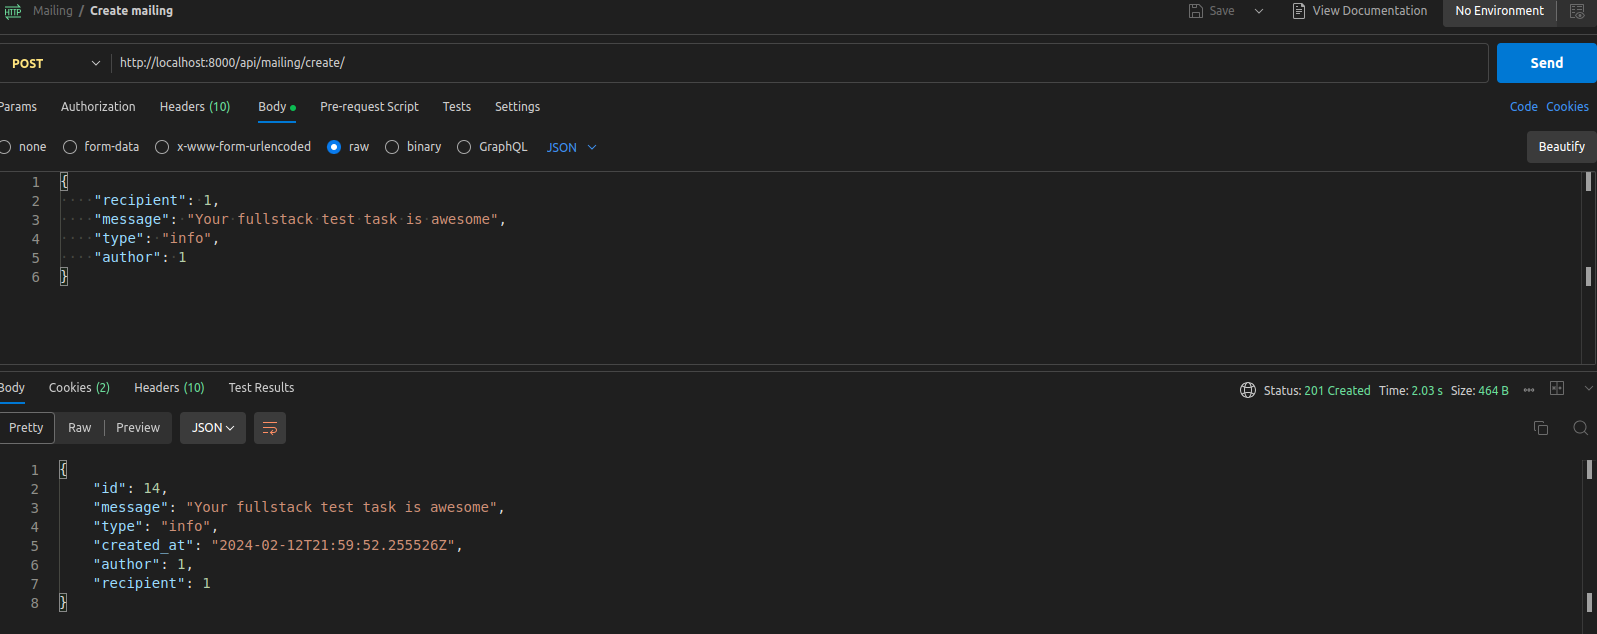 HTTP Mailing / Create mailing Save View Documentation No Environment
POST http://localhost:8000/api/mailing/create/ Send
Params Authorization Headers (10) Body Pre-request Script Tests Settings Code Cookies
none form-data x-www-form-urlencoded raw binary GraphQL JSON Beautify
1 {
2 "recipient": 1,
3 "message": "Your fullstack test task is awesome",
4 "type": "info",
5 "author": 1
6 }
Body Cookies (2) Headers (10) Test Results Status: 201 Created Time: 2.03 s Size: 464 B
Pretty Raw Preview JSON
1 {
2 "id": 14,
3 "message": "Your fullstack test task is awesome",
4 "type": "info",
5 "created_at": "2024-02-12T21:59:52.255526Z",
6 "author": 1,
7 "recipient": 1
8 }